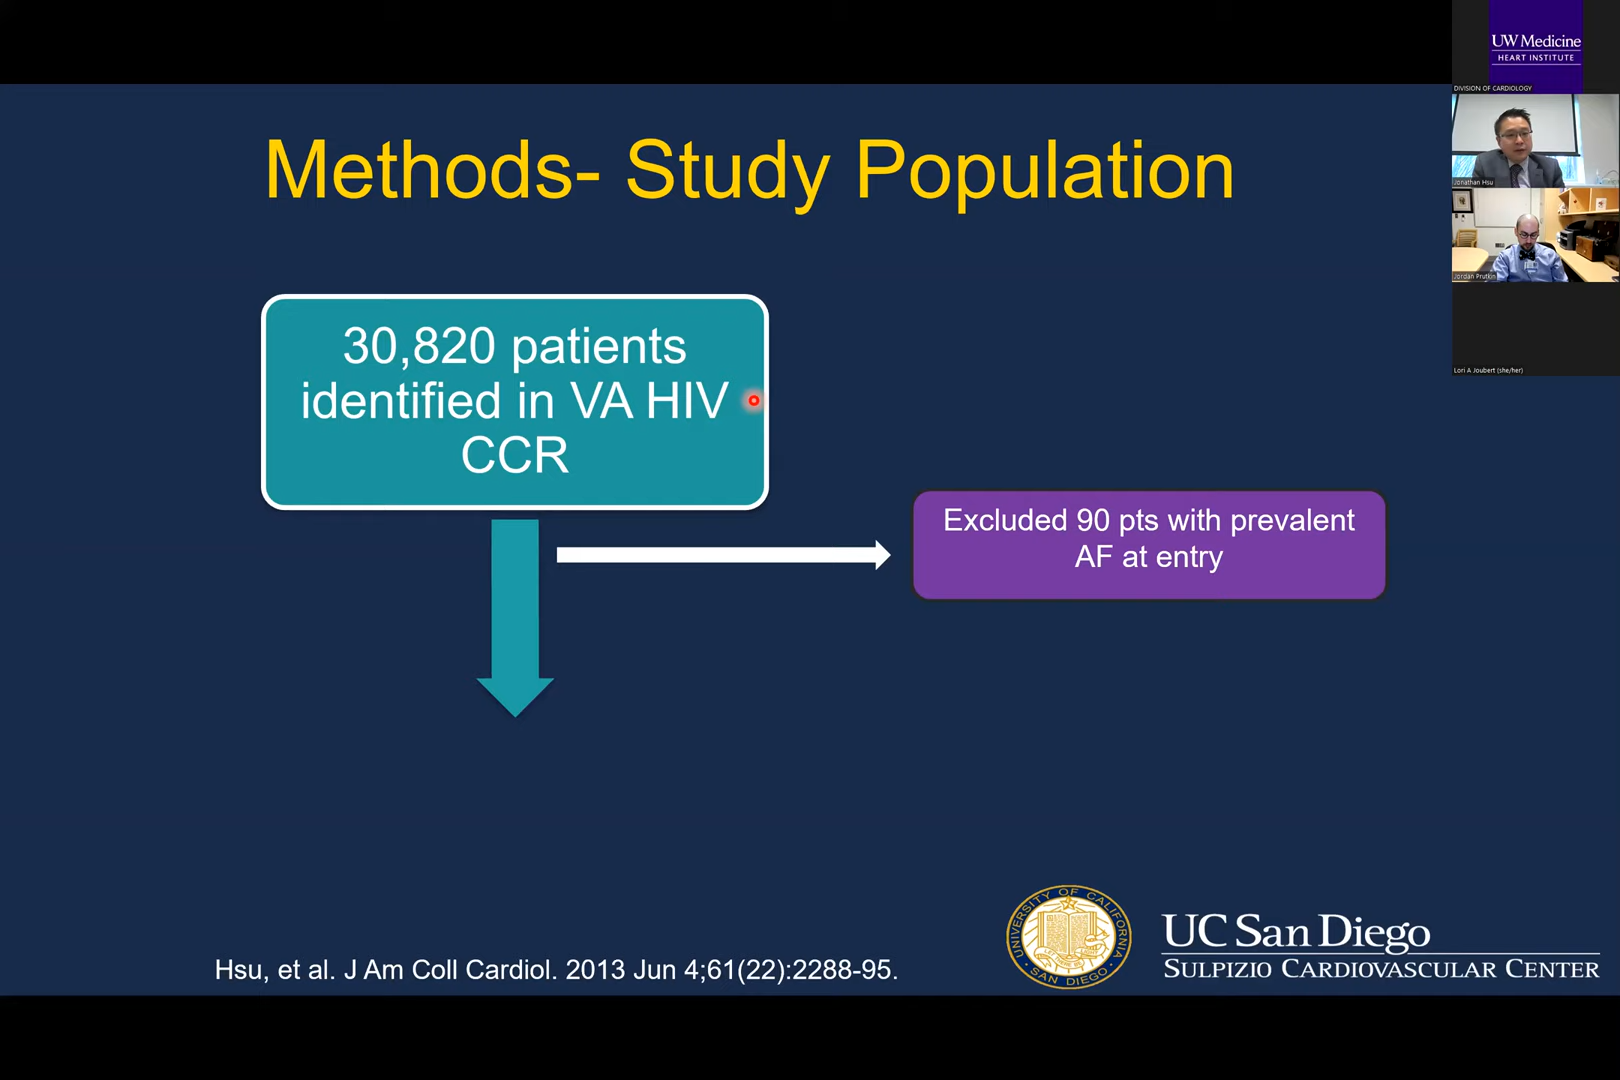 Methods- Study Population
30,820 patients
identified in VA HIV
CCR
Excluded 90 pts with prevalent
AF at entry
Hsu, et al. J Am Coll Cardiol. 2013 Jun 4;61(22):2288-95.
UNIVERSITY OF CALIFORNIA
SAN DIEGO
UC San Diego
SULPIZIO CARDIOVASCULAR CENTER
UW Medicine
HEART INSTITUTE
DIVISION OF CARDIOLOGY
Jonathan Hsu
Jordan Prutkin
Lori A Joubert (she/her)